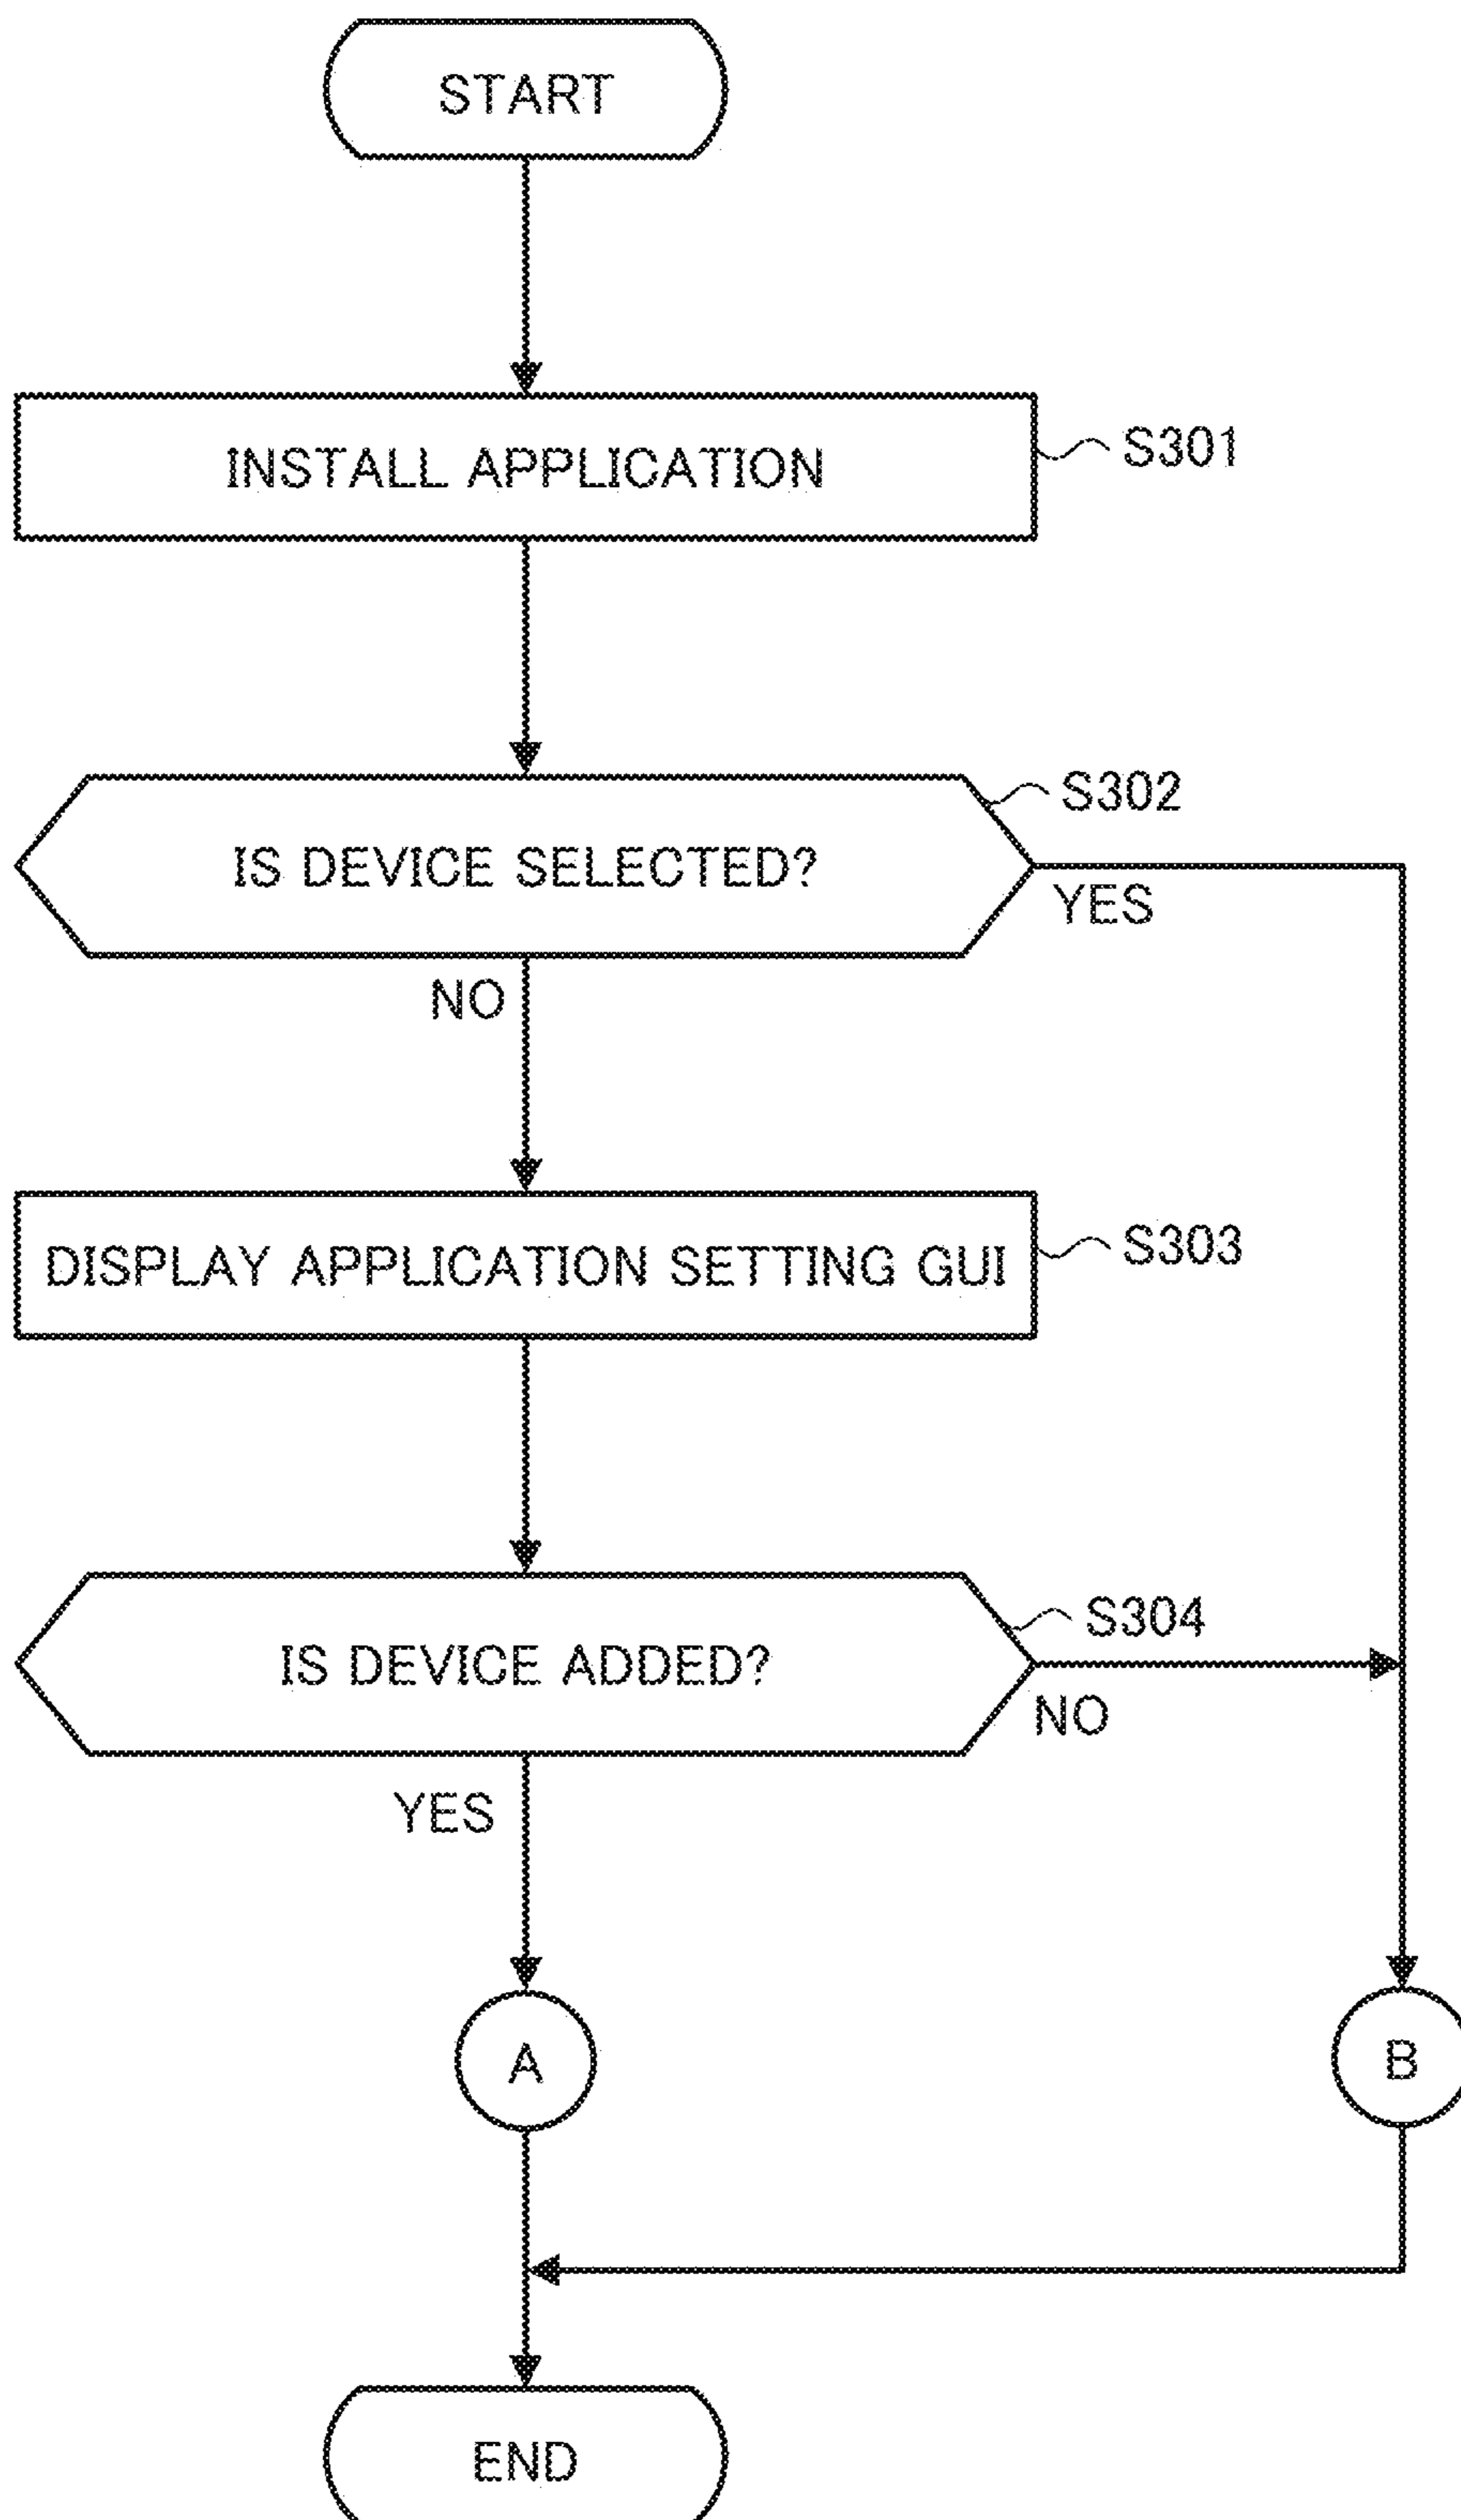 START
INSTALL APPLICATION
S301
S302
IS DEVICE SELECTED?
YES
NO
DISPLAY APPLICATION SETTING GUI
S303
S304
IS DEVICE ADDED?
NO
YES
A
B
END